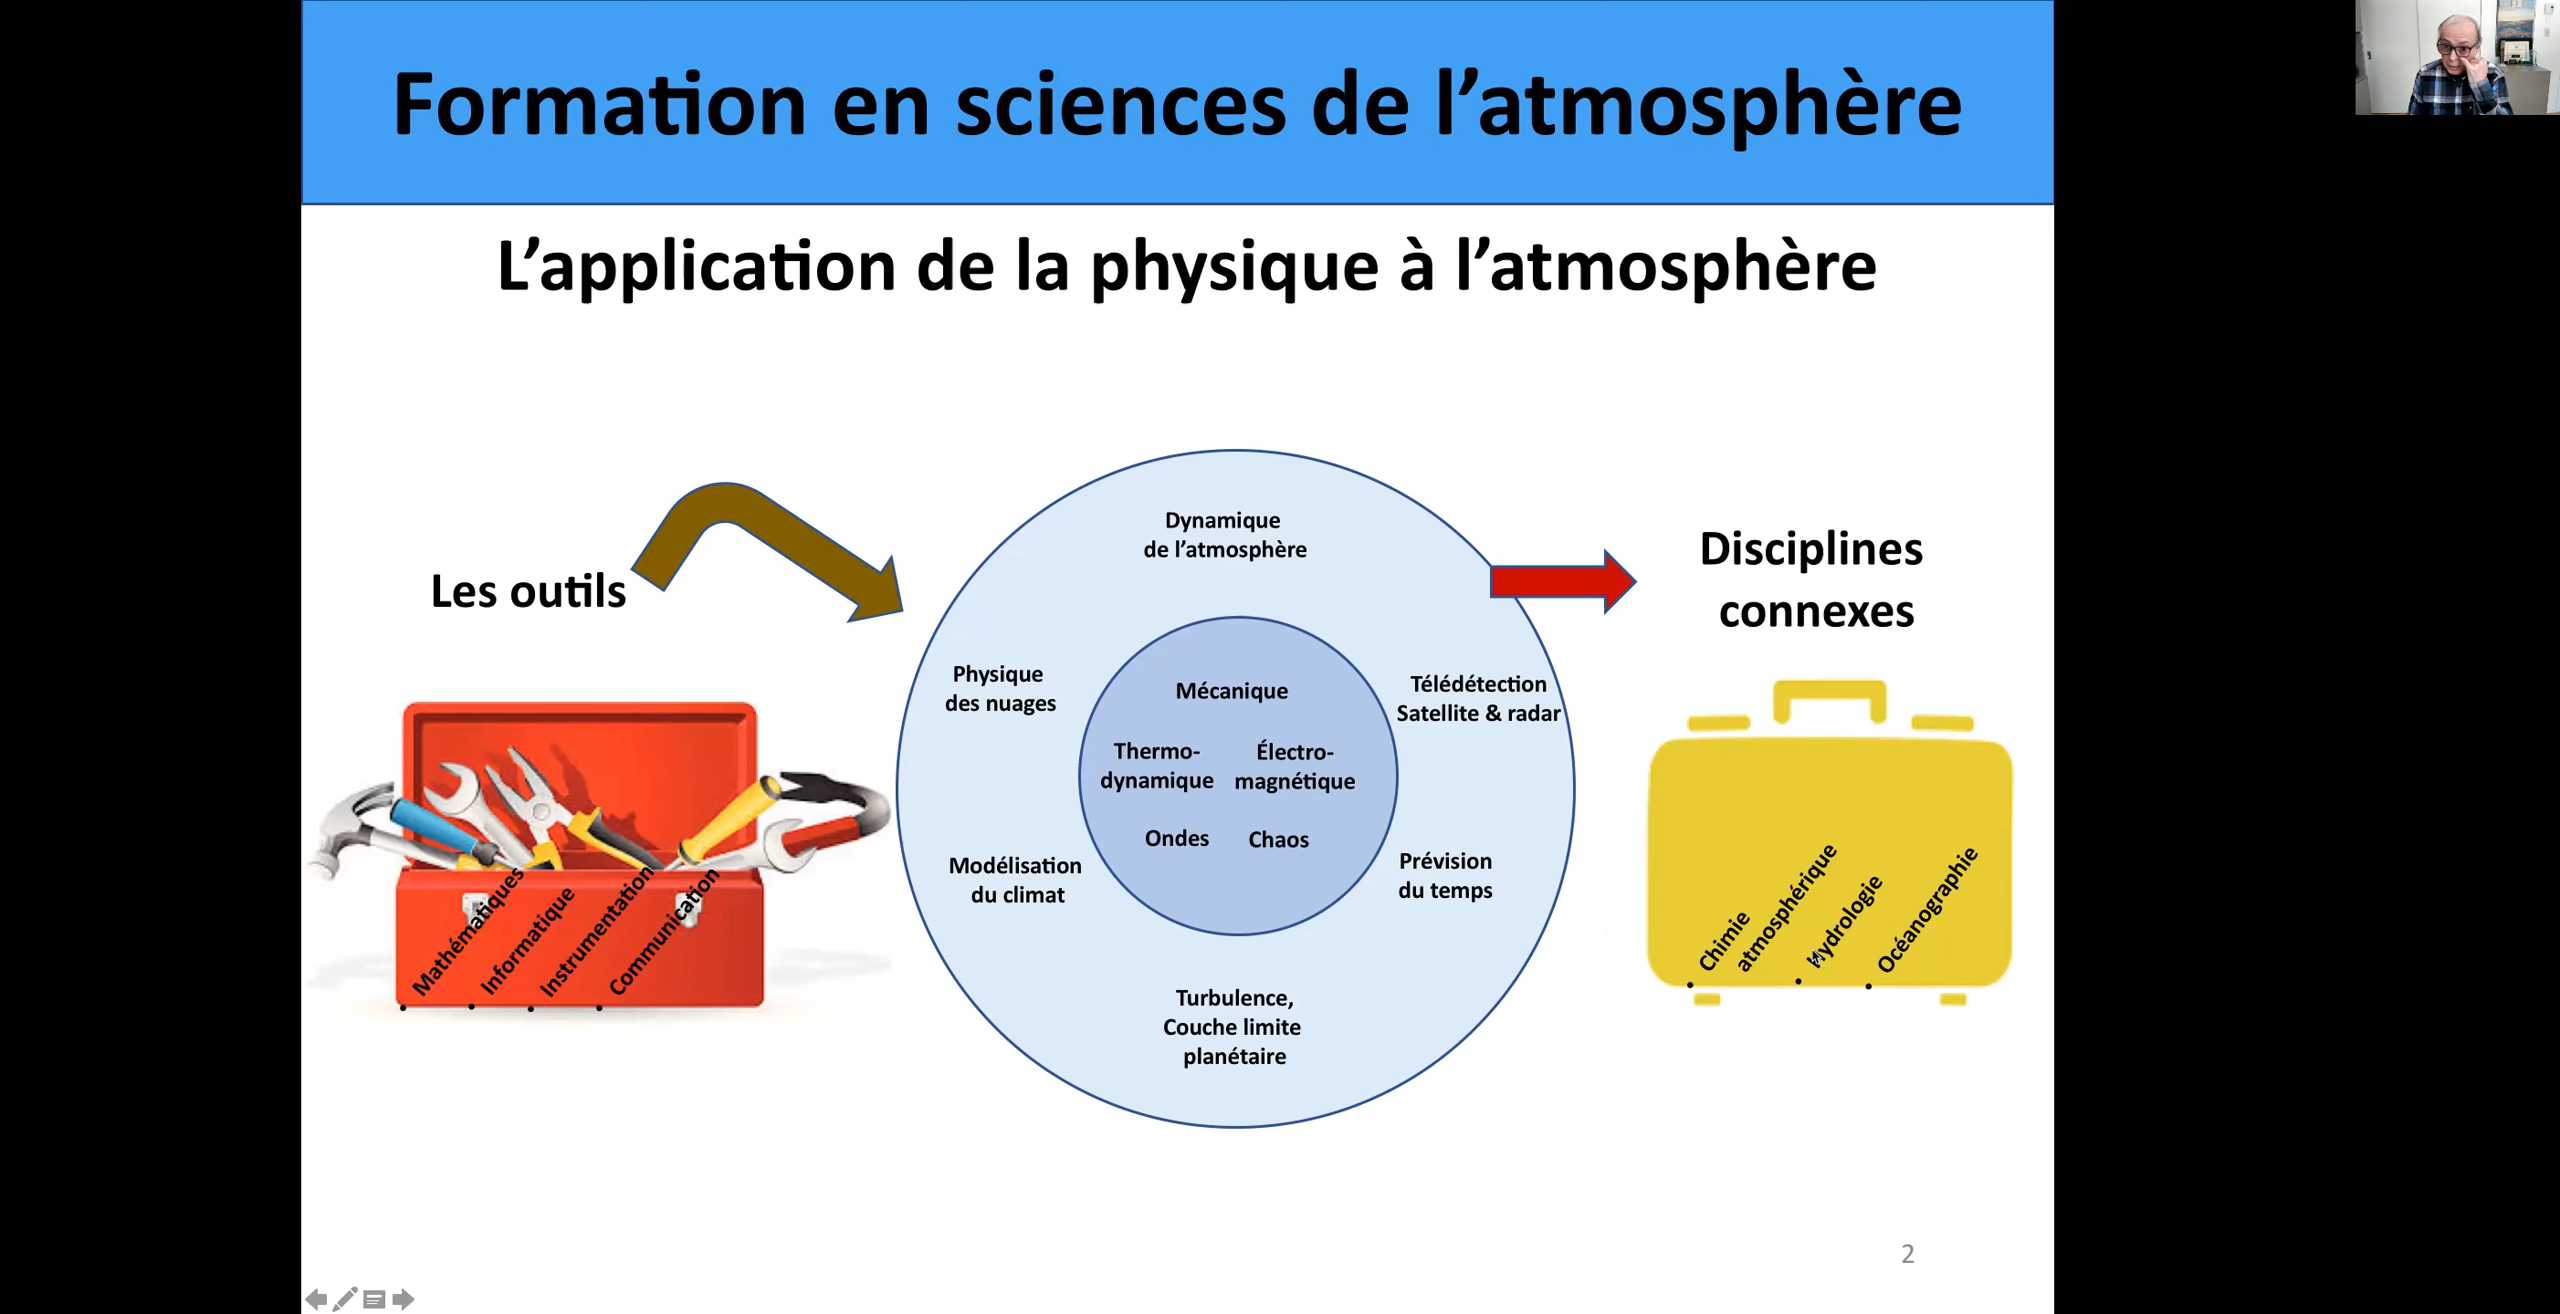 Formation en sciences de l’atmosphère
L’application de la physique à l’atmosphère
Les outils
Mathématiques
Informatique
Instrumentation
Communication
Dynamique
de l’atmosphère
Physique
des nuages
Télédétection
Satellite & radar
Mécanique
Thermo-
dynamique
Électro-
magnétique
Ondes
Chaos
Modélisation
du climat
Prévision
du temps
Turbulence,
Couche limite
planétaire
Disciplines
connexes
Chimie
atmosphérique
Hydrologie
Océanographie
2